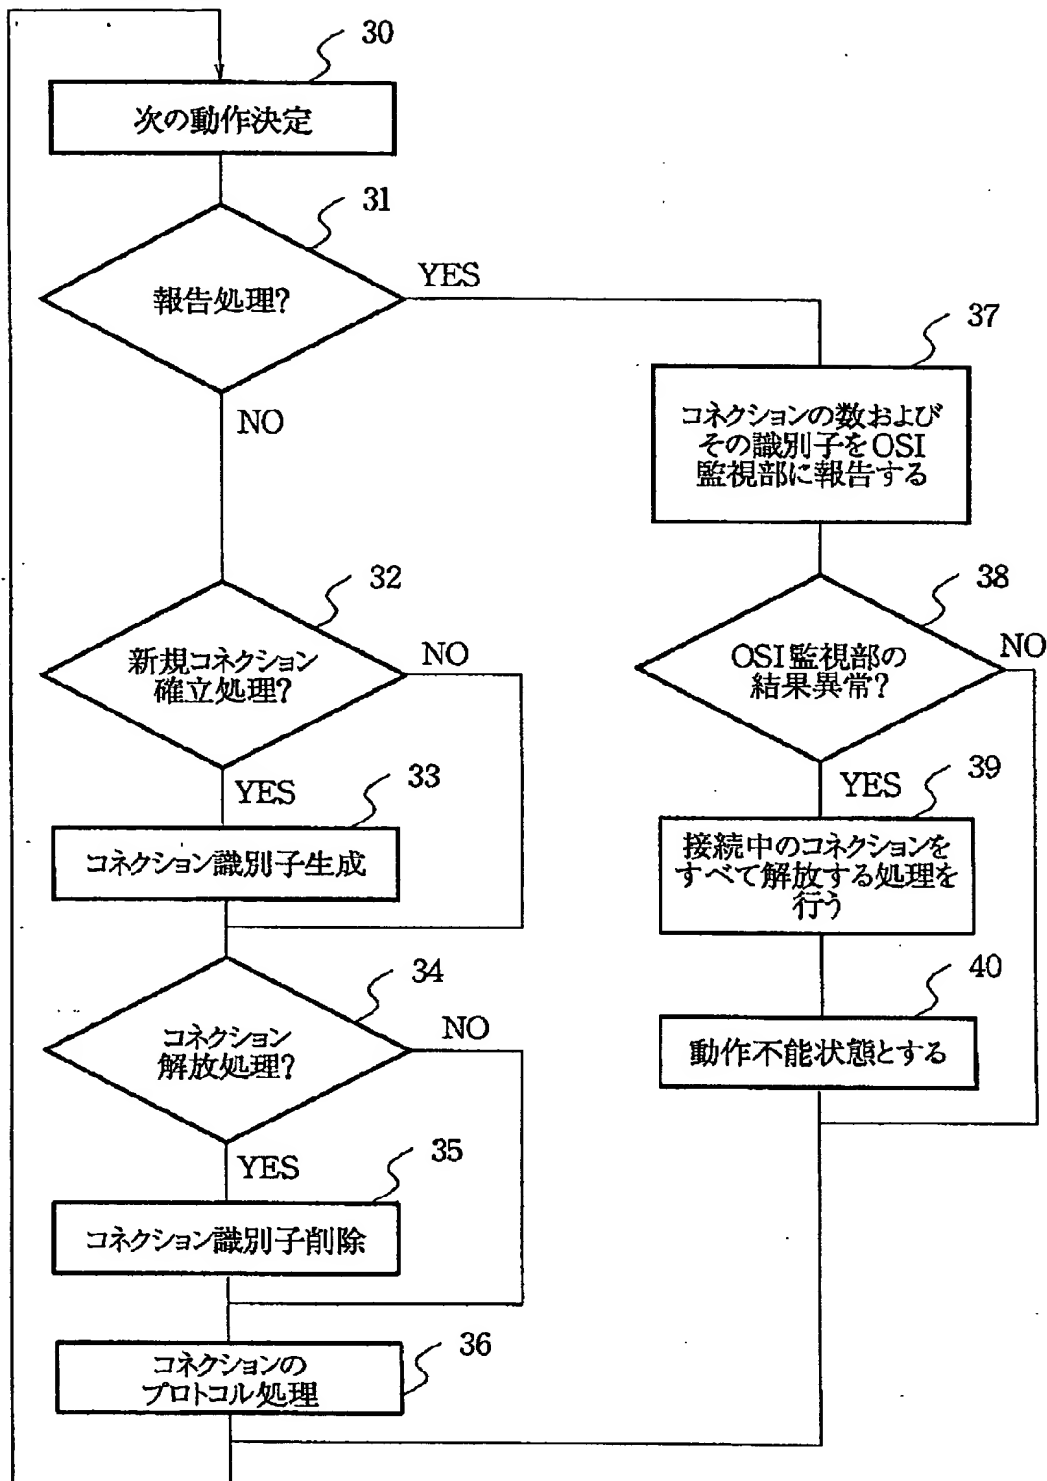 30
次の動作決定
31
報告処理?
YES
NO
37
コネクションの数および
その識別子をOSI
監視部に報告する
32
新規コネクション
確立処理?
NO
YES
38
OSI監視部の
結果異常?
NO
YES
33
コネクション識別子生成
39
接続中のコネクションを
すべて解放する処理を
行う
34
コネクション
解放処理?
NO
YES
40
動作不能状態とする
35
コネクション識別子削除
36
コネクションの
プロトコル処理